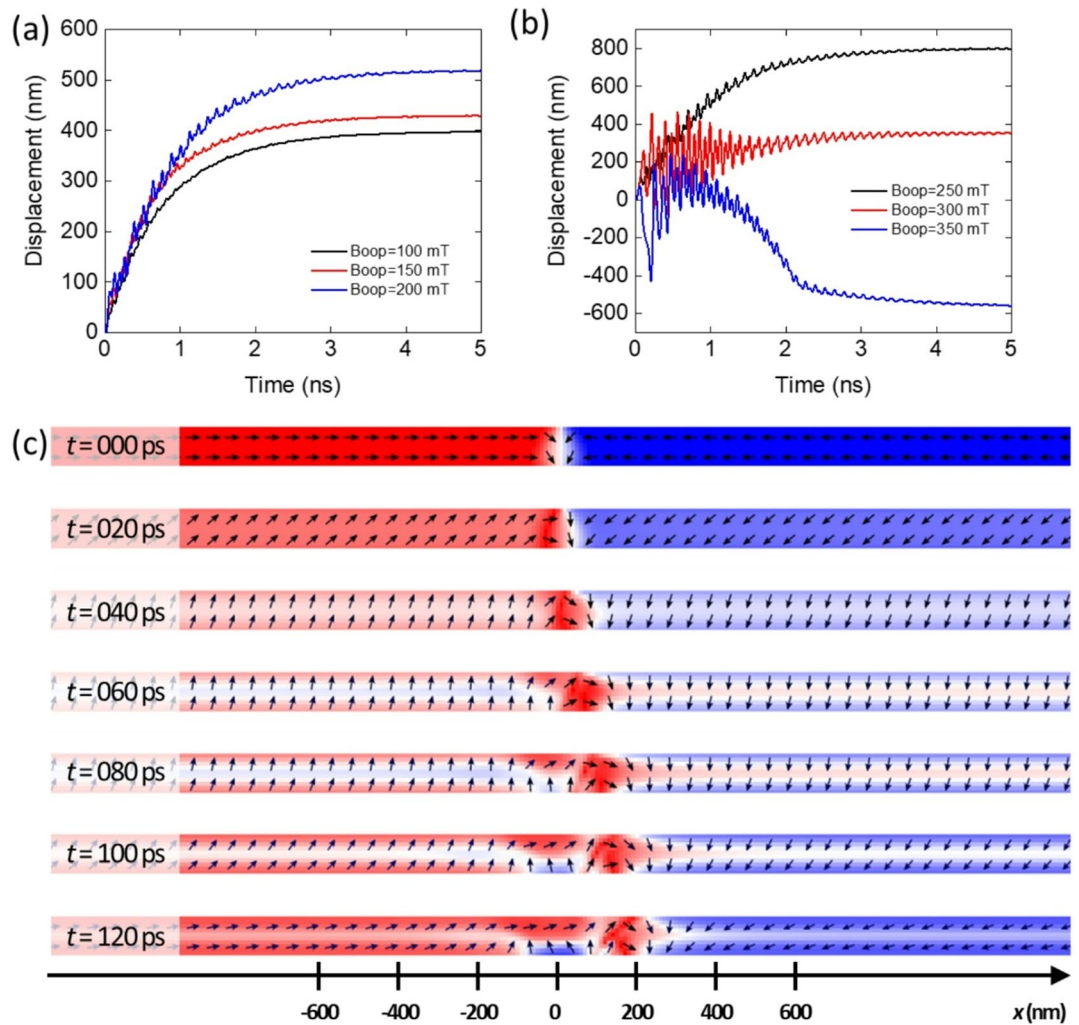 (a)
600
500
400
300
200
100
0
Displacement (nm)
Boop=100 mT
Boop=150 mT
Boop=200 mT
0 1 2 3 4 5
Time (ns)
(b)
800
600
400
200
0
-200
-400
-600
Displacement (nm)
Boop=250 mT
Boop=300 mT
Boop=350 mT
0 1 2 3 4 5
Time (ns)
(c)
t = 000 ps
t = 020 ps
t = 040 ps
t = 060 ps
t = 080 ps
t = 100 ps
t = 120 ps
-600 -400 -200 0 200 400 600 x (nm)